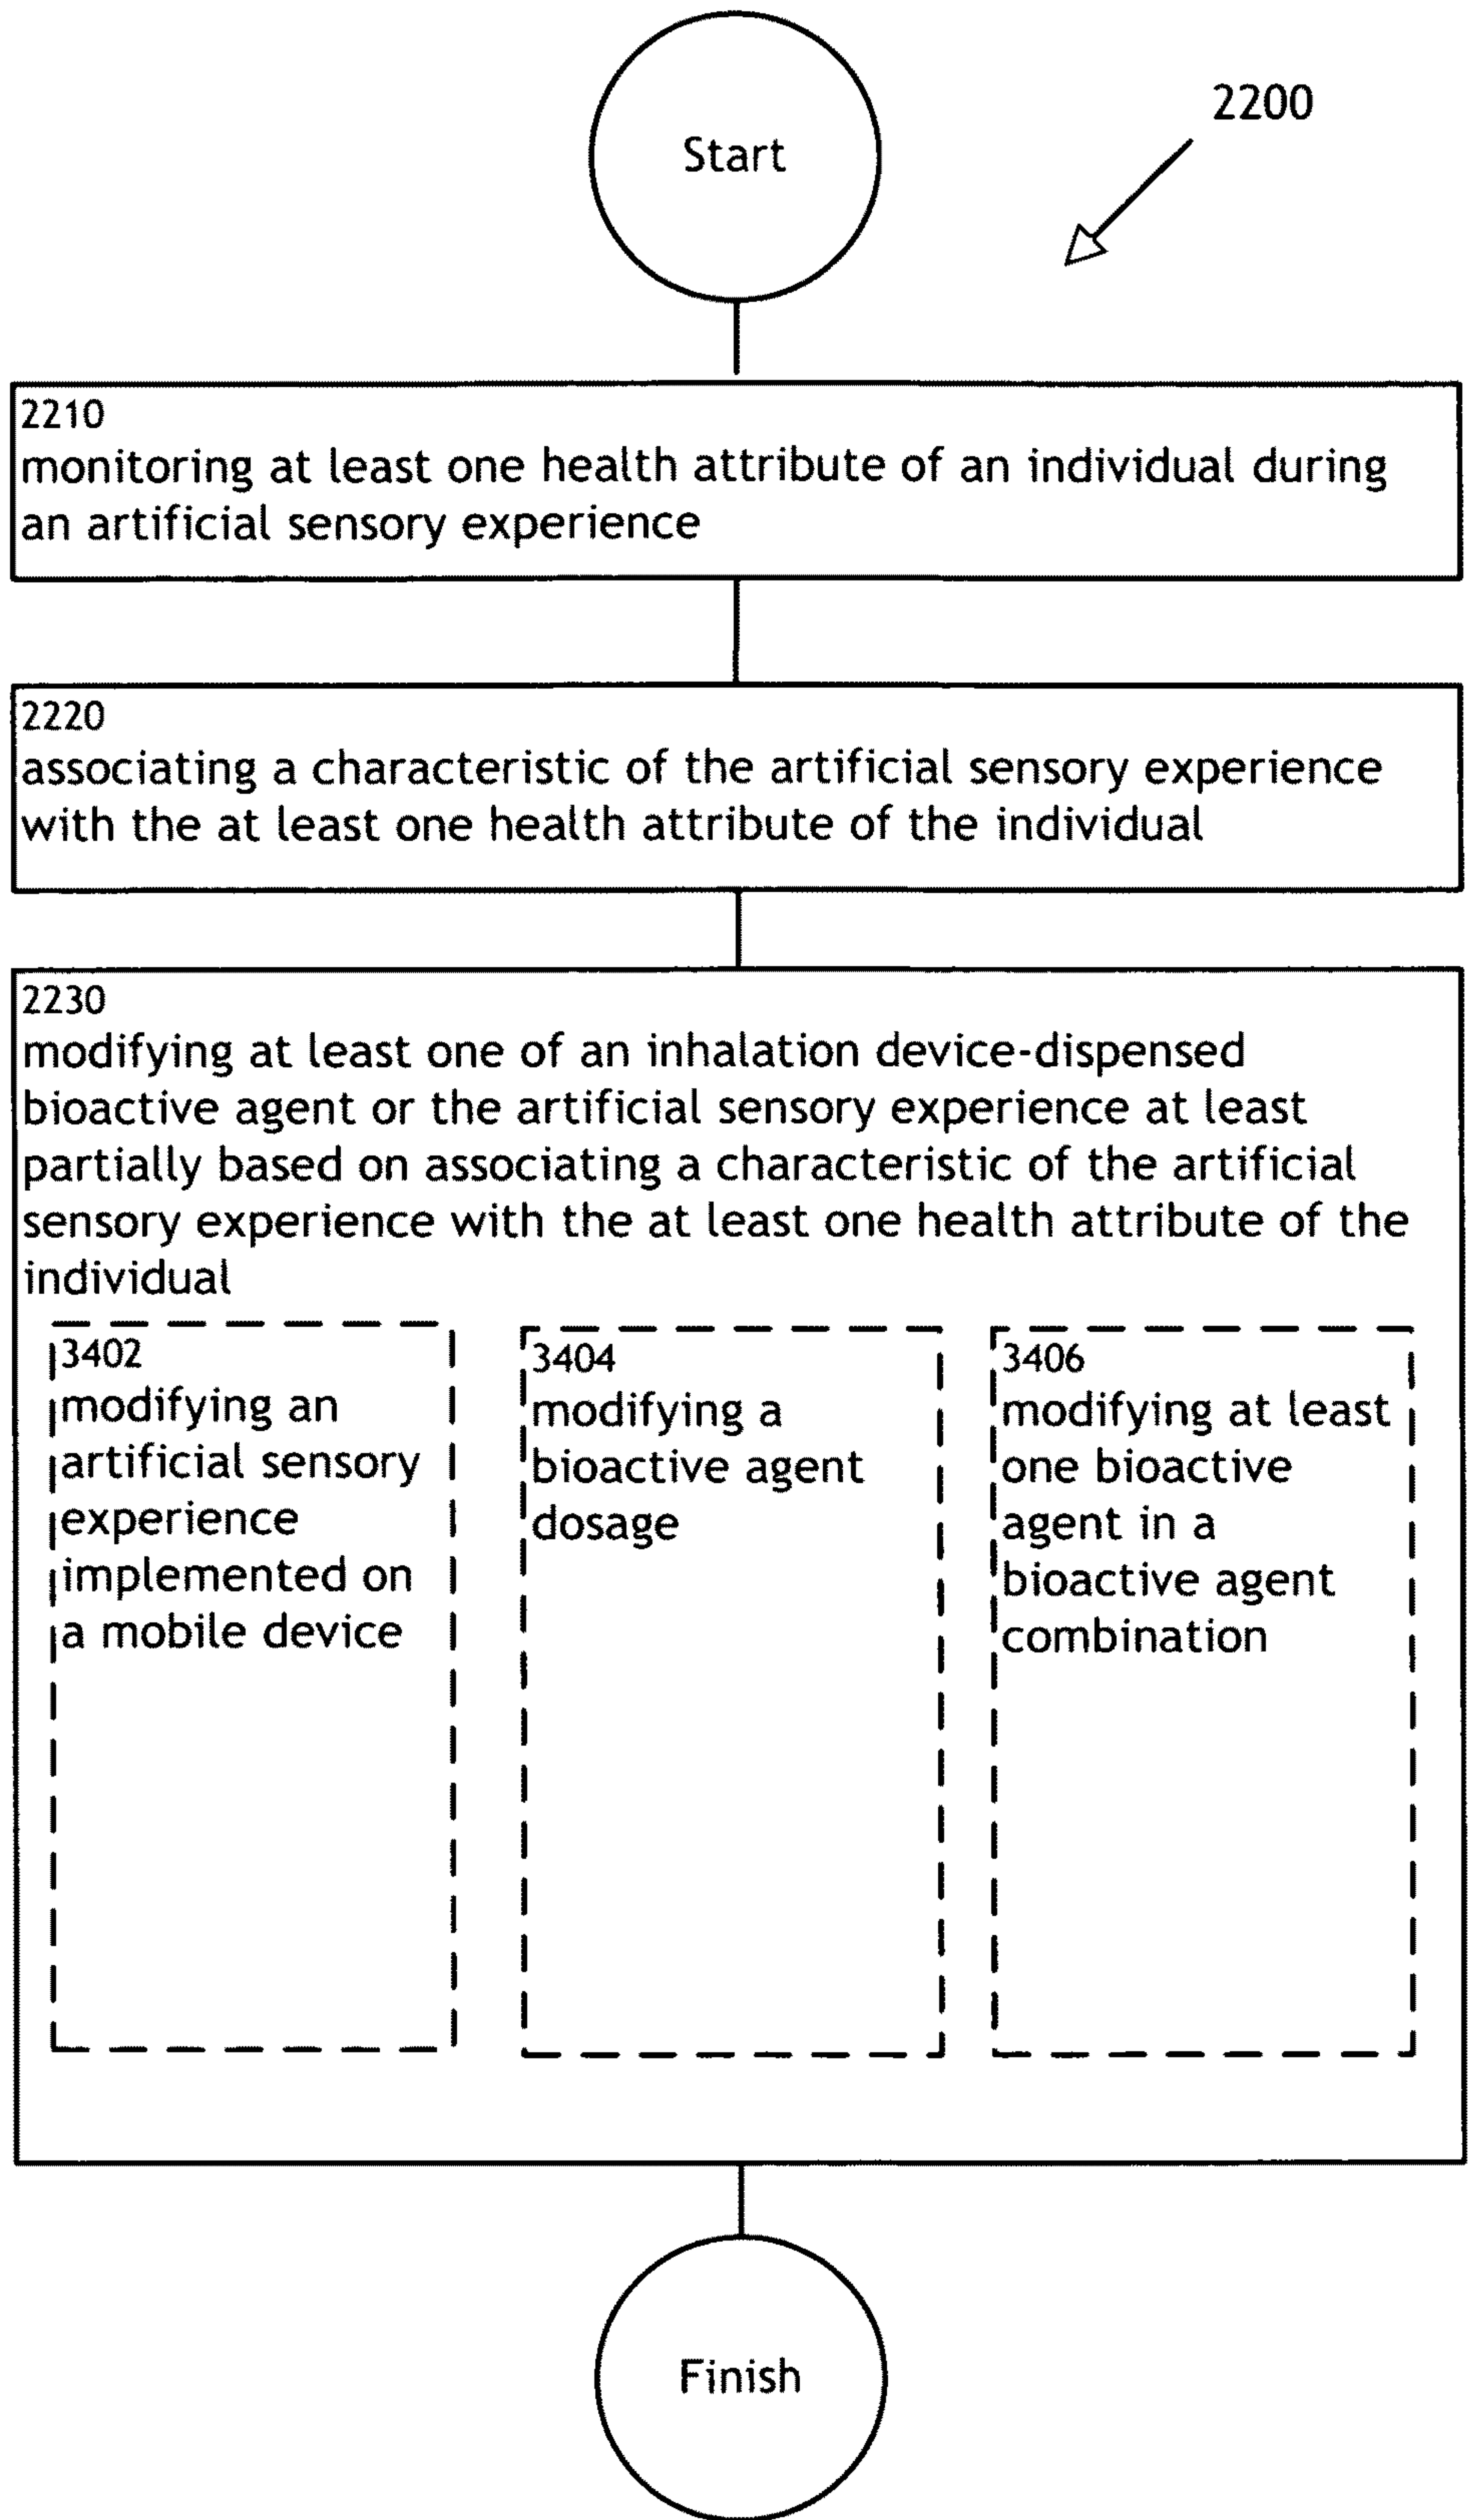 Start
2200
2210
monitoring at least one health attribute of an individual during
an artificial sensory experience
2220
associating a characteristic of the artificial sensory experience
with the at least one health attribute of the individual
2230
modifying at least one of an inhalation device-dispensed
bioactive agent or the artificial sensory experience at least
partially based on associating a characteristic of the artificial
sensory experience with the at least one health attribute of the
individual
3402
modifying an
artificial sensory
experience
implemented on
a mobile device
3404
modifying a
bioactive agent
dosage
3406
modifying at least
one bioactive
agent in a
bioactive agent
combination
Finish